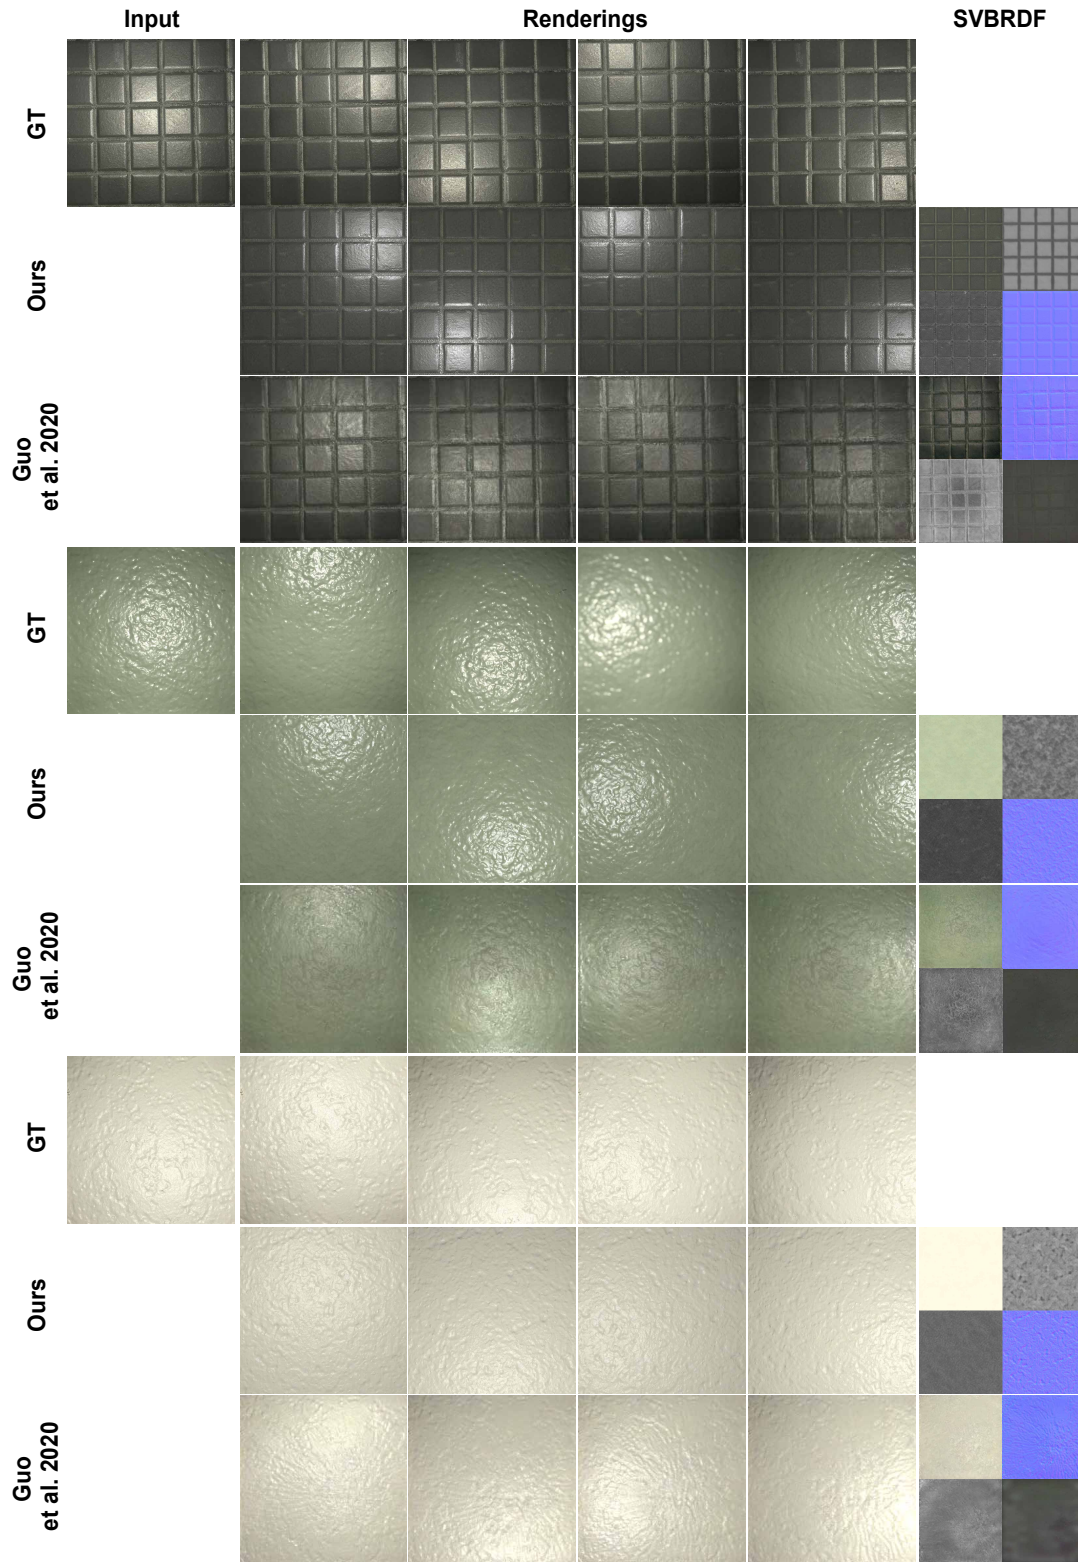 Input
Renderings
SVBRDF
GT
Ours
Guo
et al. 2020
GT
Ours
Guo
et al. 2020
GT
Ours
Guo
et al. 2020